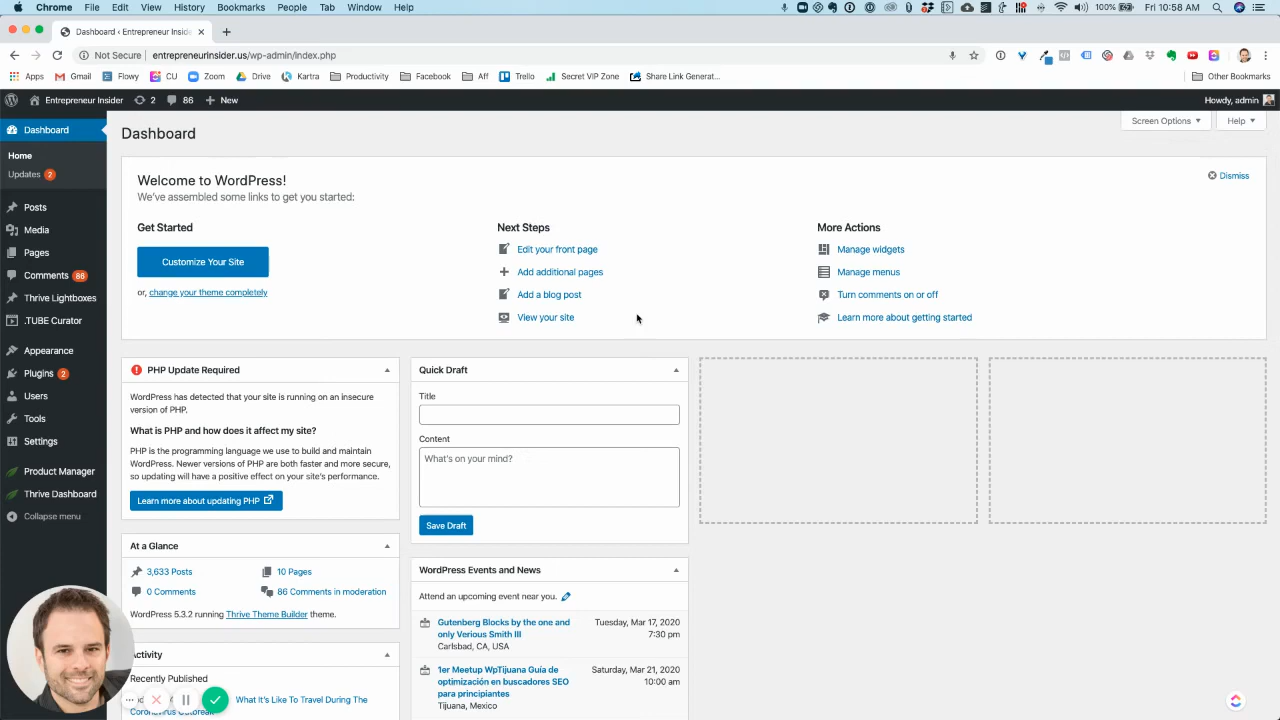 Chrome File Edit View History Bookmarks People Tab Window Help 100% Fri 10:58 AM
Dashboard ‹ Entrepreneur Inside
Not Secure entrepreneurinsider.us/wp-admin/index.php
Apps Gmail Flowy CU Zoom Drive Kartra Productivity Facebook Aff Trello Secret VIP Zone Share Link Generat... Other Bookmarks
Entrepreneur Insider 2 86 New Howdy, admin
Dashboard
Home
Updates 2
Posts
Media
Pages
Comments 86
Thrive Lightboxes
.TUBE Curator
Appearance
Plugins 2
Users
Tools
Settings
Product Manager
Thrive Dashboard
Collapse menu
Screen Options Help
Dashboard
Welcome to WordPress!
We've assembled some links to get you started:
Dismiss
Get Started
Customize Your Site
or, change your theme completely
Next Steps
Edit your front page
Add additional pages
Add a blog post
View your site
More Actions
Manage widgets
Manage menus
Turn comments on or off
Learn more about getting started
PHP Update Required
WordPress has detected that your site is running on an insecure
version of PHP.
What is PHP and how does it affect my site?
PHP is the programming language we use to build and maintain
WordPress. Newer versions of PHP are both faster and more secure,
so updating will have a positive effect on your site's performance.
Learn more about updating PHP
At a Glance
3,633 Posts 10 Pages
0 Comments 86 Comments in moderation
WordPress 5.3.2 running Thrive Theme Builder theme.
Activity
Recently Published
What It's Like To Travel During The
Coronavirus Outbreak
Quick Draft
Title
Content
What's on your mind?
Save Draft
WordPress Events and News
Attend an upcoming event near you.
Gutenberg Blocks by the one and
only Verious Smith III
Carlsbad, CA, USA
Tuesday, Mar 17, 2020
7:30 pm
1er Meetup WpTijuana Guía de
optimización en buscadores SEO
para principiantes
Tijuana, Mexico
Saturday, Mar 21, 2020
10:00 am